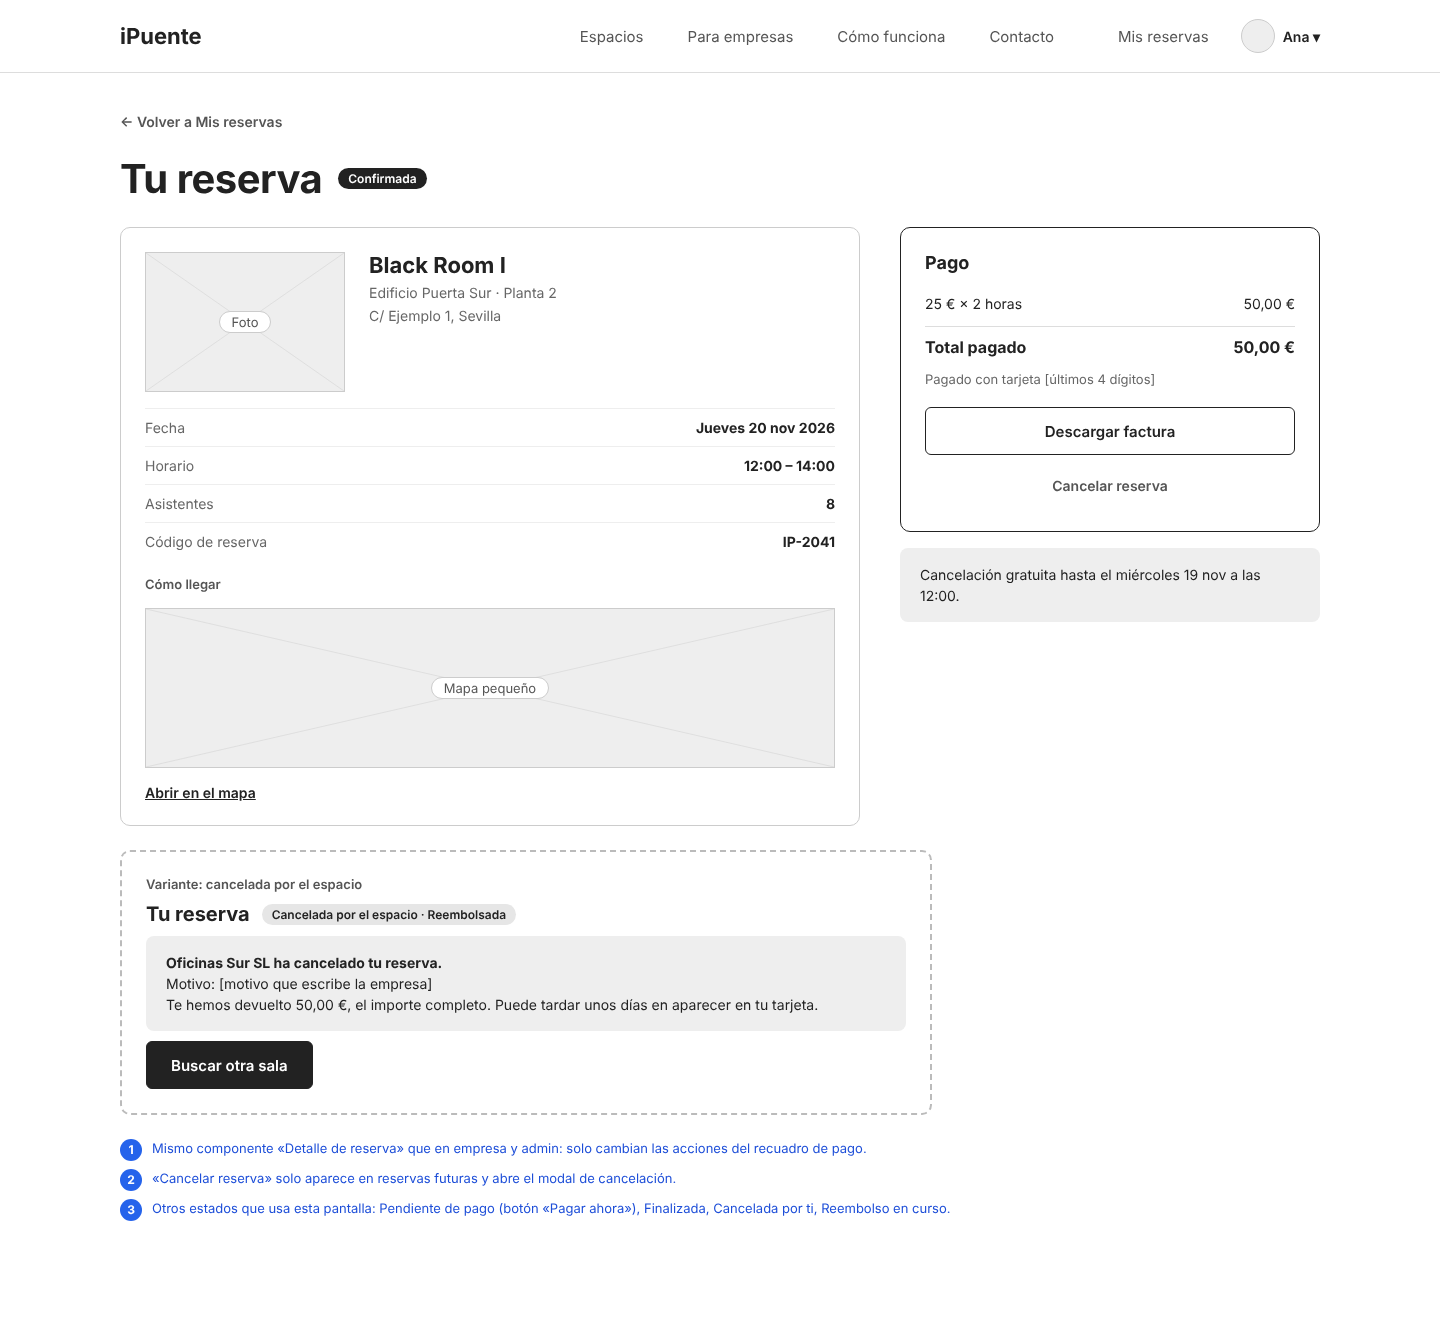 iPuente
Espacios
Para empresas
Cómo funciona
Contacto
Mis reservas
Ana ▾
← Volver a Mis reservas
Tu reserva
Confirmada
Foto
Black Room I
Edificio Puerta Sur · Planta 2
C/ Ejemplo 1, Sevilla
Fecha
Jueves 20 nov 2026
Horario
12:00 – 14:00
Asistentes
8
Código de reserva
IP-2041
Cómo llegar
Mapa pequeño
Abrir en el mapa
Pago
25 € × 2 horas
50,00 €
Total pagado
50,00 €
Pagado con tarjeta [últimos 4 dígitos]
Descargar factura
Cancelar reserva
Cancelación gratuita hasta el miércoles 19 nov a las
12:00.
Variante: cancelada por el espacio
Tu reserva
Cancelada por el espacio · Reembolsada
Oficinas Sur SL ha cancelado tu reserva.
Motivo: [motivo que escribe la empresa]
Te hemos devuelto 50,00 €, el importe completo. Puede tardar unos días en aparecer en tu tarjeta.
Buscar otra sala
1 Mismo componente «Detalle de reserva» que en empresa y admin: solo cambian las acciones del recuadro de pago.
2 «Cancelar reserva» solo aparece en reservas futuras y abre el modal de cancelación.
3 Otros estados que usa esta pantalla: Pendiente de pago (botón «Pagar ahora»), Finalizada, Cancelada por ti, Reembolso en curso.